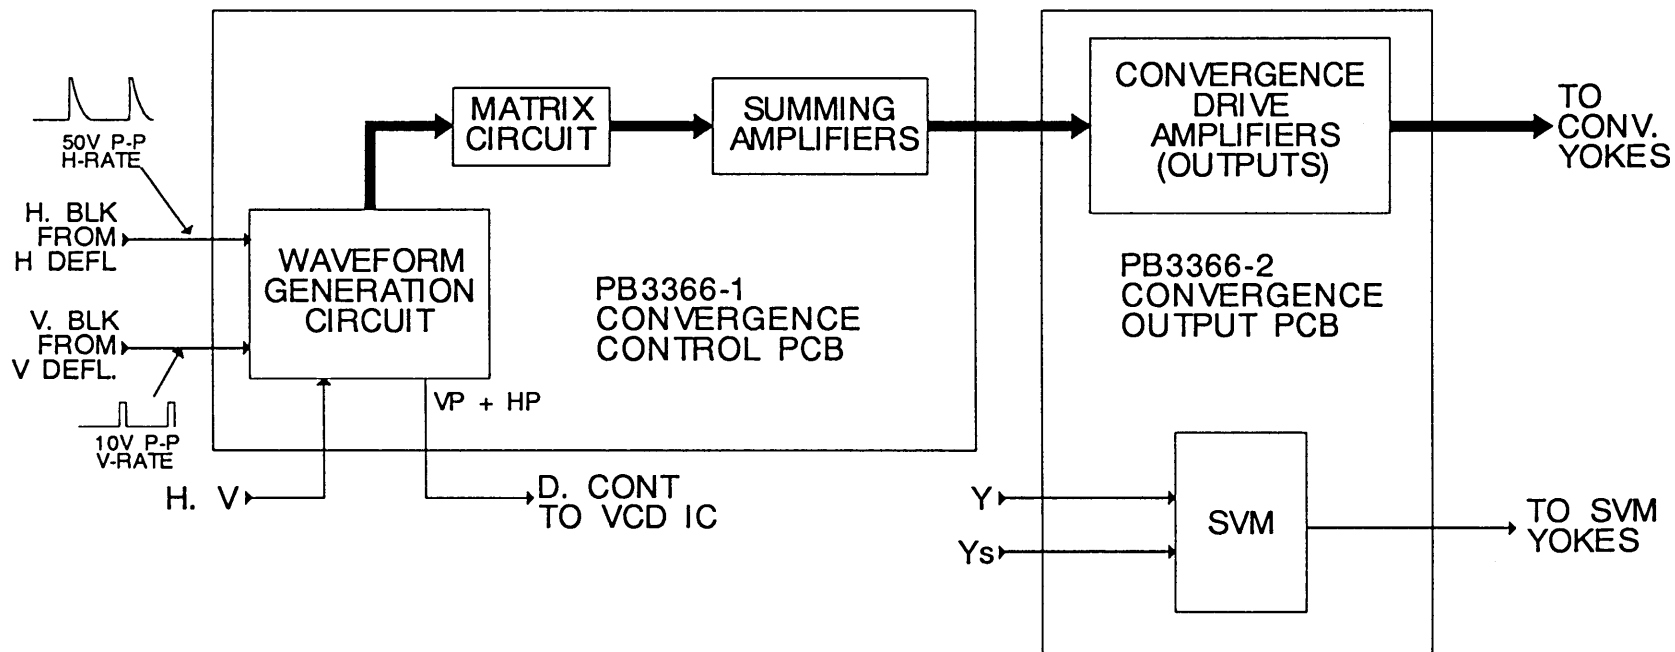 50V P-P
H-RATE
H. BLK
FROM
H DEFL
V. BLK
FROM
V DEFL.
10V P-P
V-RATE
WAVEFORM
GENERATION
CIRCUIT
MATRIX
CIRCUIT
SUMMING
AMPLIFIERS
PB3366-1
CONVERGENCE
CONTROL PCB
VP + HP
H. V
D. CONT
TO VCD IC
CONVERGENCE
DRIVE
AMPLIFIERS
(OUTPUTS)
TO
CONV.
YOKES
PB3366-2
CONVERGENCE
OUTPUT PCB
Y
Ys
SVM
TO SVM
YOKES